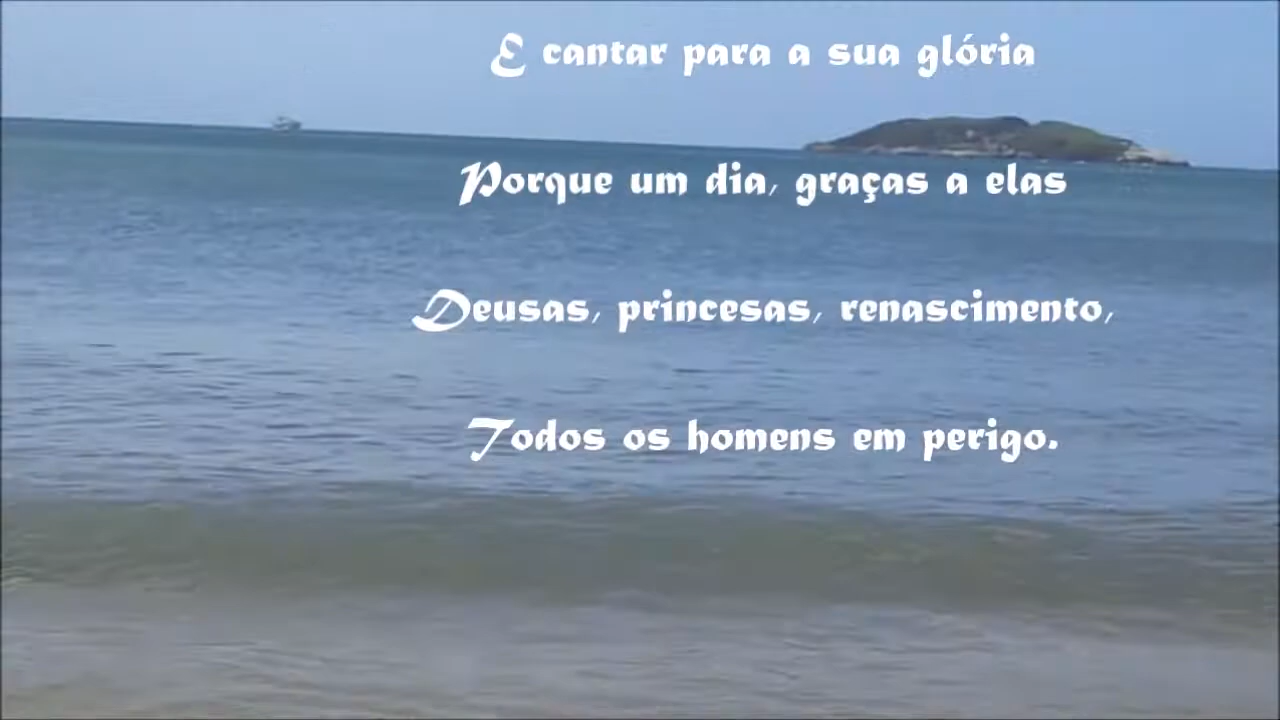 E cantar para a sua glória
Porque um dia, graças a elas
Deusas, princesas, renascimento,
Todos os homens em perigo.